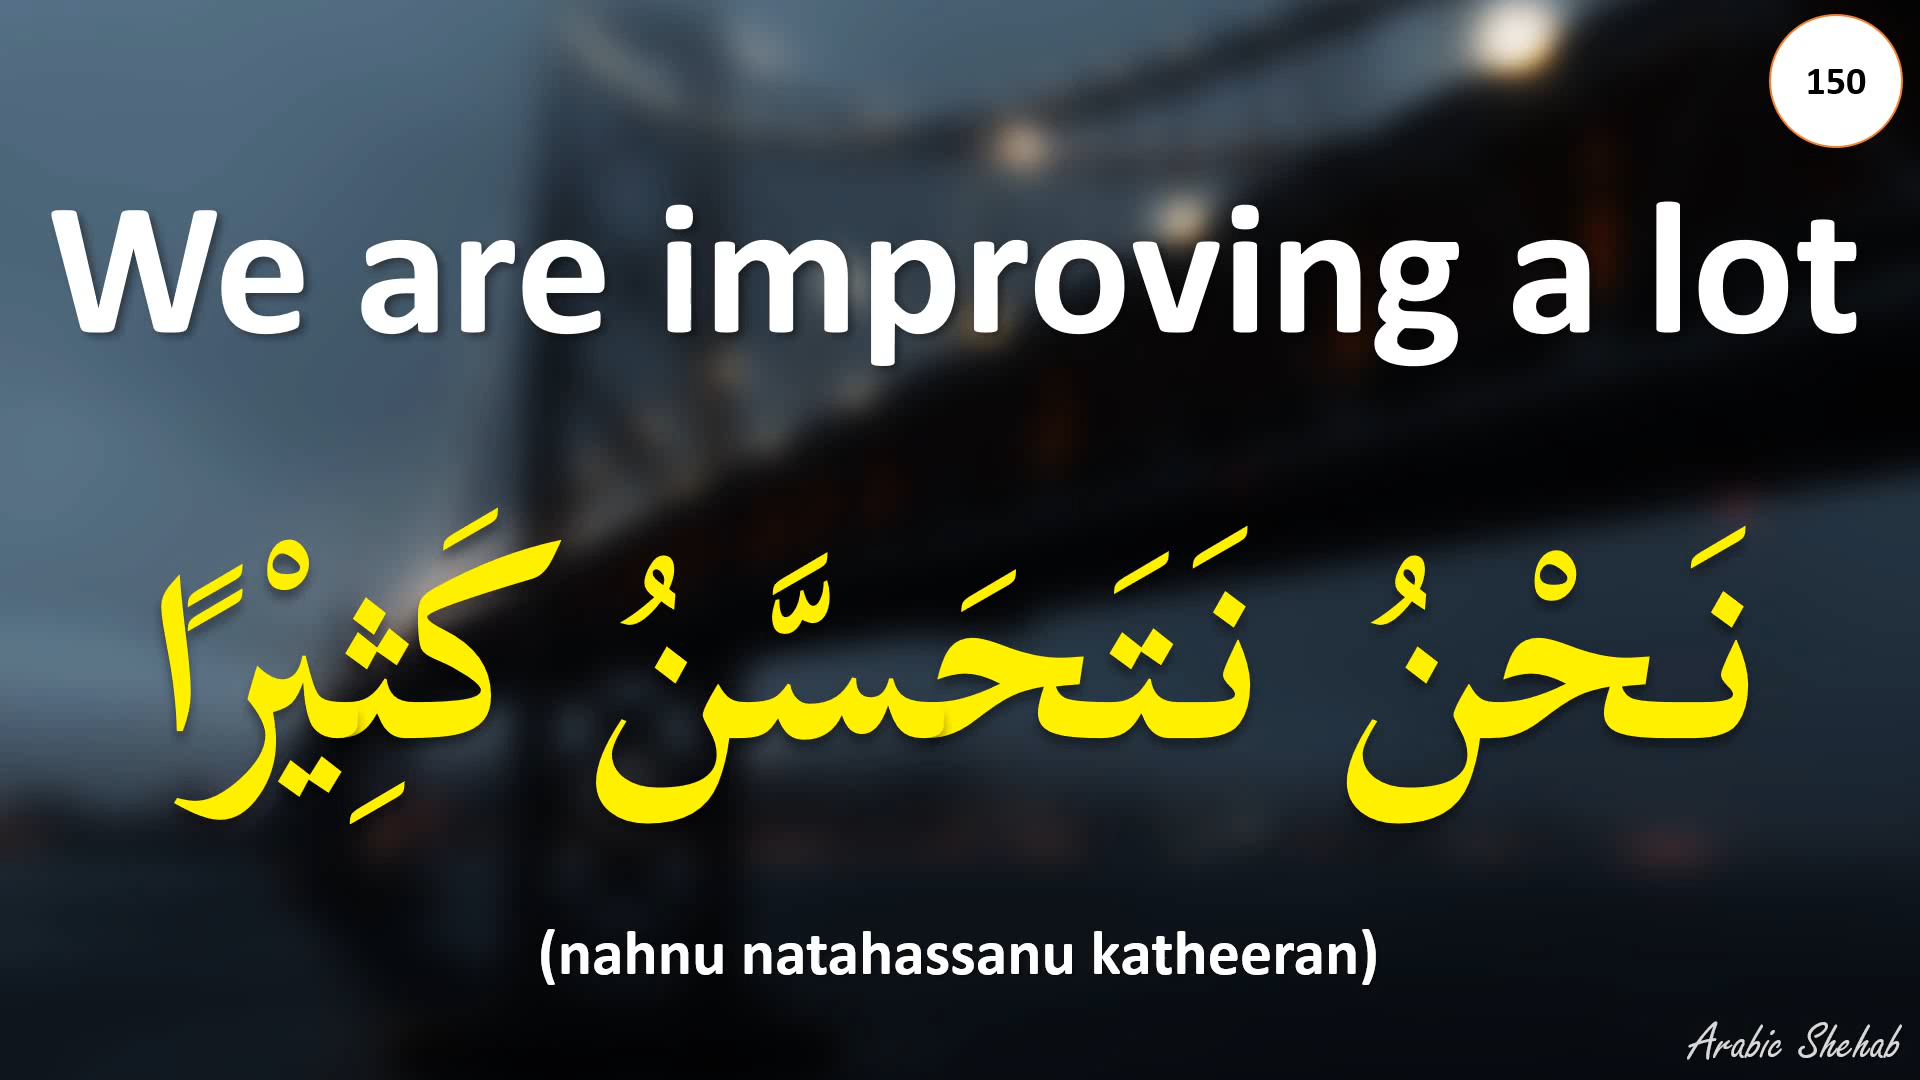 150
We are improving a lot
نَحْنُ نَتَحَسَّنُ كَثِيْرًا
(nahnu natahassanu katheeran)
Arabic Shehab